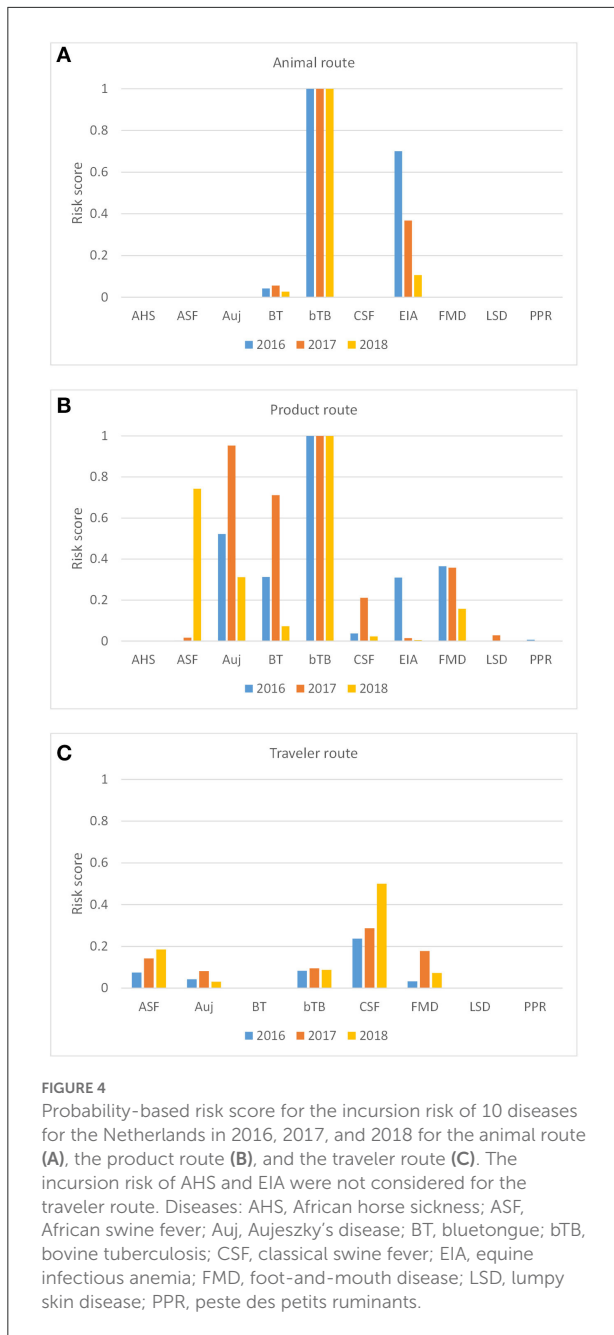 A
Animal route
1
0.8
0.6
0.4
0.2
0
Risk score
AHS ASF Auj BT bTB CSF EIA FMD LSD PPR
2016 2017 2018
B
Product route
1
0.8
0.6
0.4
0.2
0
Risk score
AHS ASF Auj BT bTB CSF EIA FMD LSD PPR
2016 2017 2018
C
Traveler route
1
0.8
0.6
0.4
0.2
0
Risk score
ASF Auj BT bTB CSF FMD LSD PPR
2016 2017 2018
FIGURE 4
Probability-based risk score for the incursion risk of 10 diseases
for the Netherlands in 2016, 2017, and 2018 for the animal route
(A), the product route (B), and the traveler route (C). The
incursion risk of AHS and EIA were not considered for the
traveler route. Diseases: AHS, African horse sickness; ASF,
African swine fever; Auj, Aujeszky's disease; BT, bluetongue; bTB,
bovine tuberculosis; CSF, classical swine fever; EIA, equine
infectious anemia; FMD, foot-and-mouth disease; LSD, lumpy
skin disease; PPR, peste des petits ruminants.